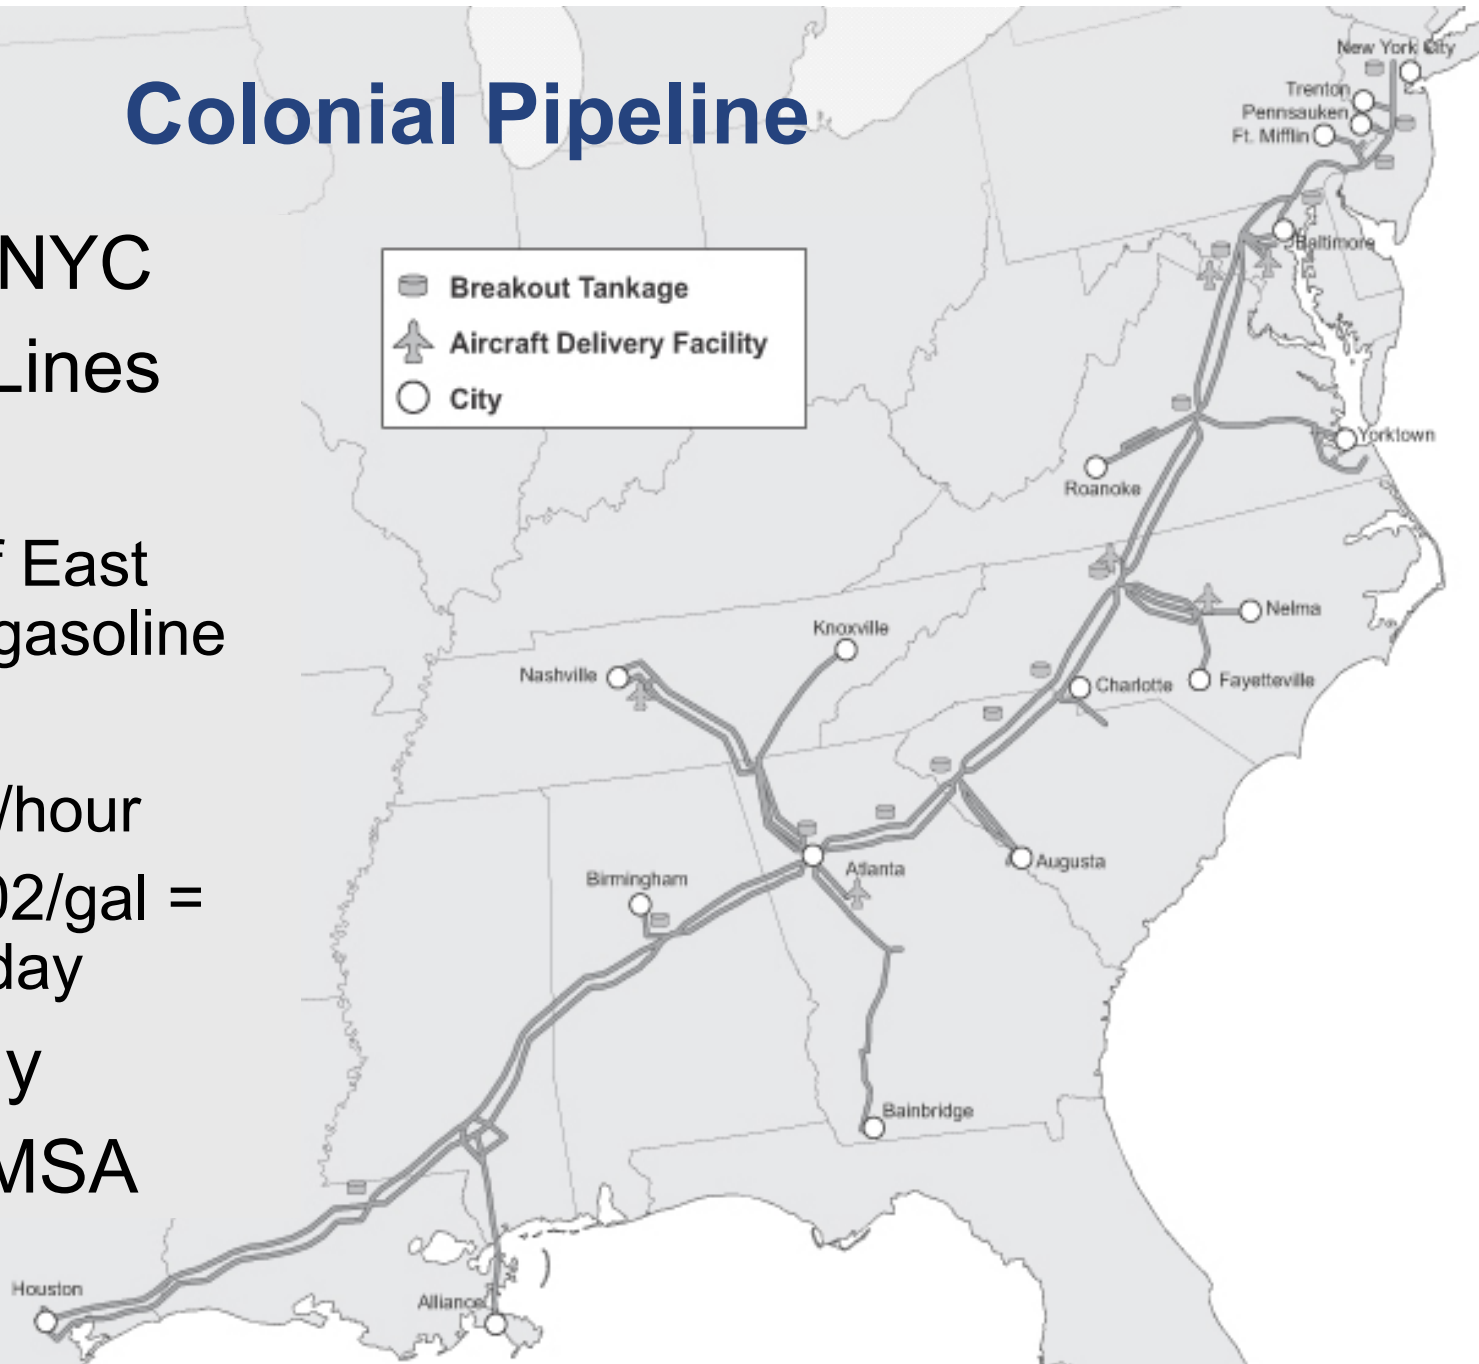 Colonial Pipeline
NYC
Lines
f East
gasoline
/hour
02/gal =
day
y
MSA
Breakout Tankage
Aircraft Delivery Facility
City
New York City
Trenton
Pennsauken
Ft. Mifflin
Baltimore
Yorktown
Roanoke
Nelma
Knoxville
Nashville
Charlotte
Fayetteville
Atlanta
Augusta
Birmingham
Bainbridge
Houston
Alliance